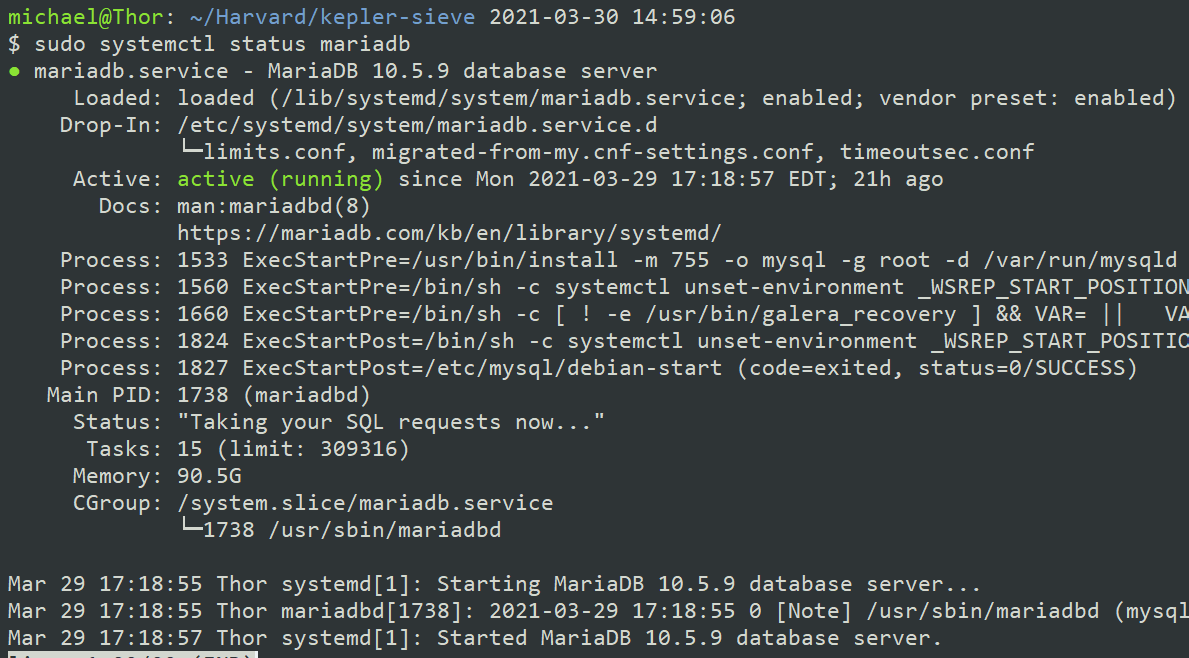 michael@Thor: ~/Harvard/kepler-sieve 2021-03-30 14:59:06
$ sudo systemctl status mariadb
● mariadb.service - MariaDB 10.5.9 database server
Loaded: loaded (/lib/systemd/system/mariadb.service; enabled; vendor preset: enabled)
Drop-In: /etc/systemd/system/mariadb.service.d
└─limits.conf, migrated-from-my.cnf-settings.conf, timeoutsec.conf
Active: active (running) since Mon 2021-03-29 17:18:57 EDT; 21h ago
Docs: man:mariadbd(8)
https://mariadb.com/kb/en/library/systemd/
Process: 1533 ExecStartPre=/usr/bin/install -m 755 -o mysql -g root -d /var/run/mysqld
Process: 1560 ExecStartPre=/bin/sh -c systemctl unset-environment _WSREP_START_POSITION
Process: 1660 ExecStartPre=/bin/sh -c [ ! -e /usr/bin/galera_recovery ] && VAR= || VA
Process: 1824 ExecStartPost=/bin/sh -c systemctl unset-environment _WSREP_START_POSITIO
Process: 1827 ExecStartPost=/etc/mysql/debian-start (code=exited, status=0/SUCCESS)
Main PID: 1738 (mariadbd)
Status: "Taking your SQL requests now..."
Tasks: 15 (limit: 309316)
Memory: 90.5G
CGroup: /system.slice/mariadb.service
└─1738 /usr/sbin/mariadbd
Mar 29 17:18:55 Thor systemd[1]: Starting MariaDB 10.5.9 database server...
Mar 29 17:18:55 Thor mariadbd[1738]: 2021-03-29 17:18:55 0 [Note] /usr/sbin/mariadbd (mysql
Mar 29 17:18:57 Thor systemd[1]: Started MariaDB 10.5.9 database server.